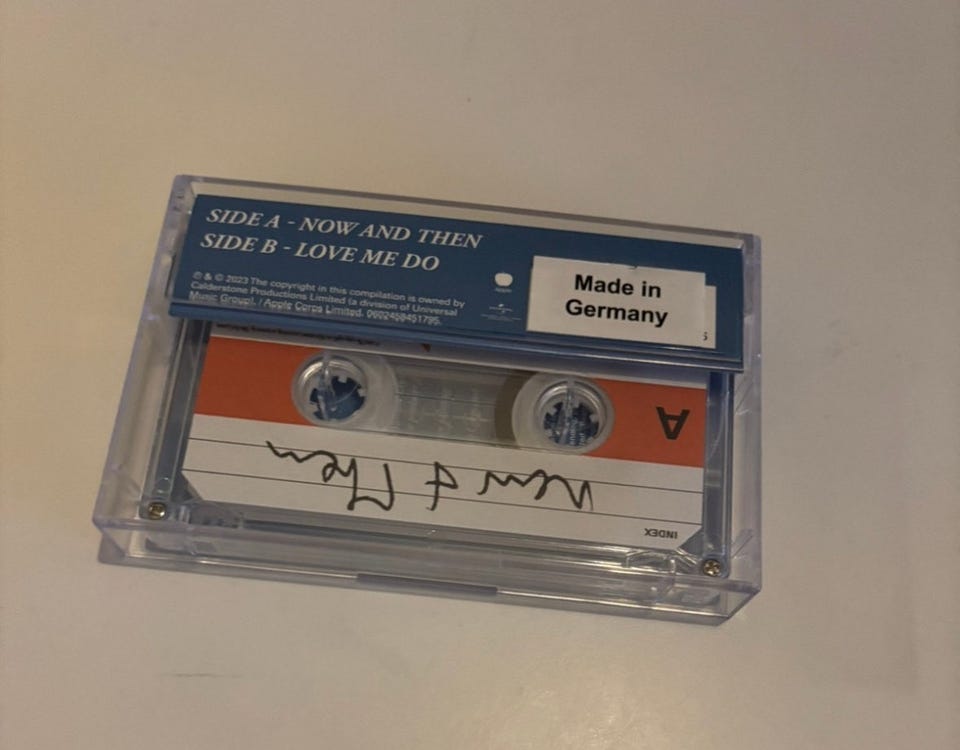 SIDE A - NOW AND THEN
SIDE B - LOVE ME DO
℗ & © 2023 The copyright in this compilation is owned by
Calderstone Productions Limited (a division of Universal
Music Group). / Apple Corps Limited. 0602458451795.
Made in
Germany
A
Now & Then
INDEX